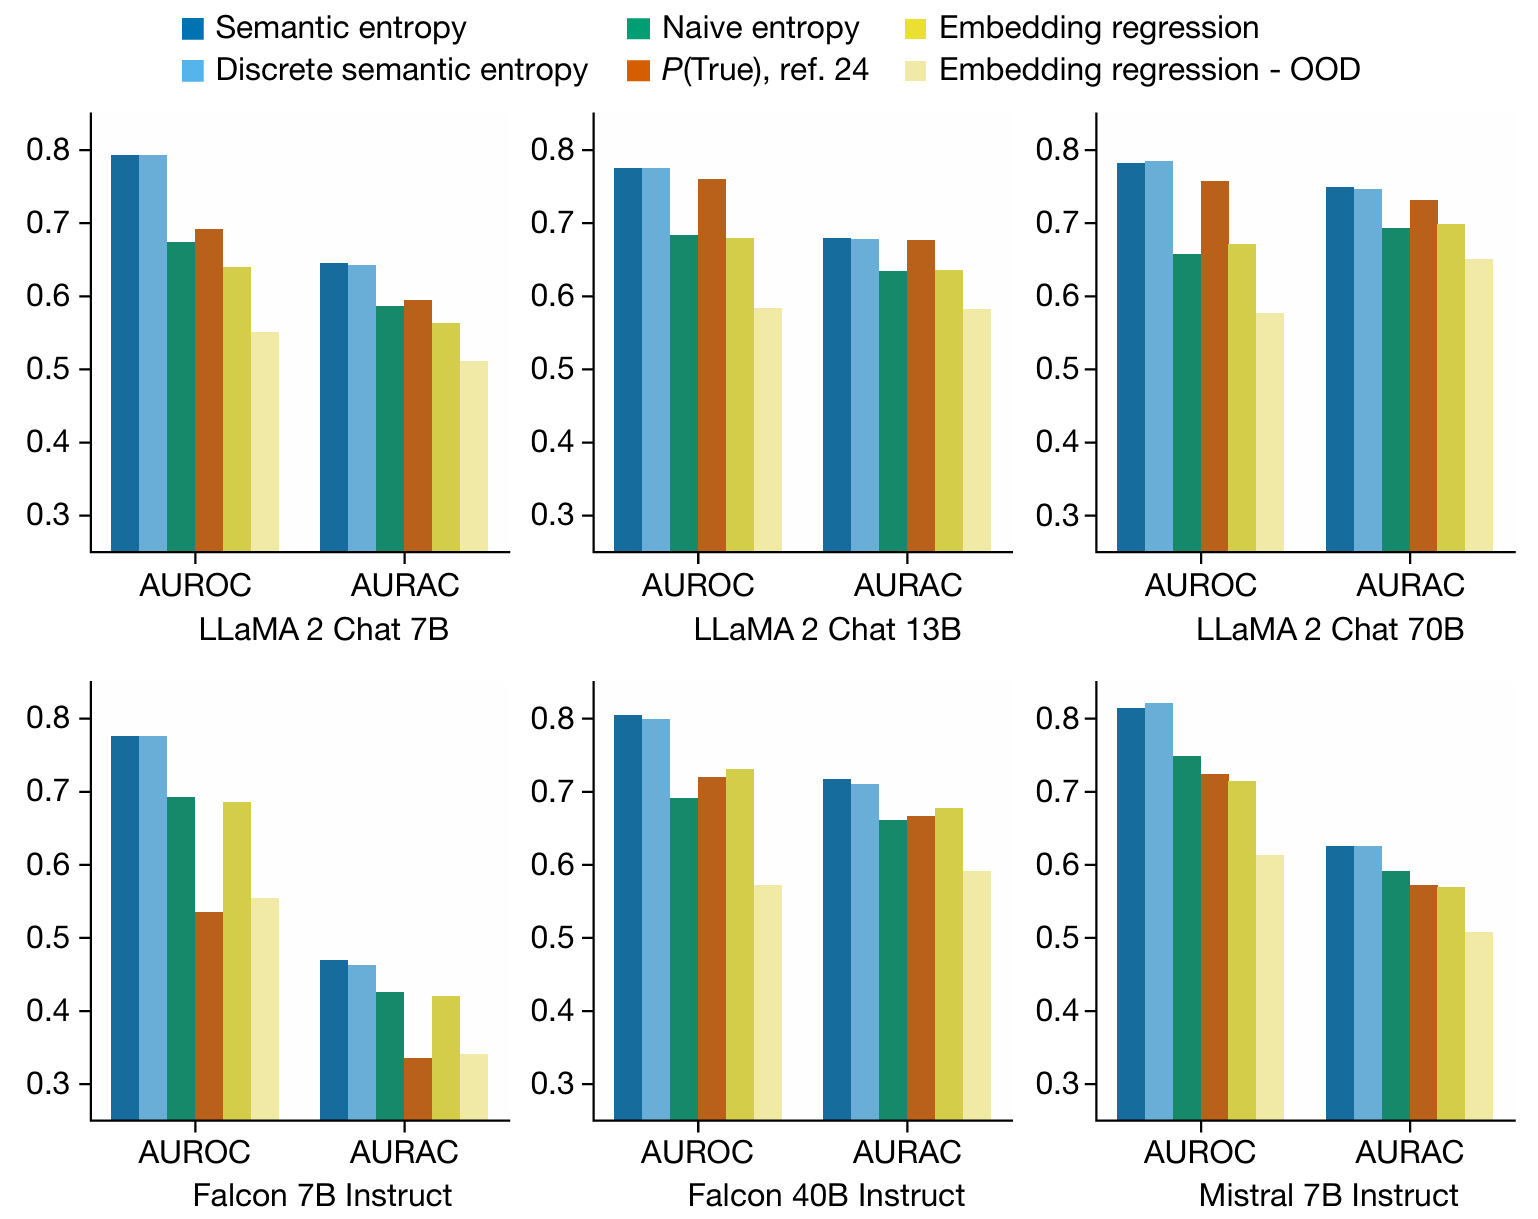 Semantic entropy Naive entropy Embedding regression
Discrete semantic entropy P(True), ref. 24 Embedding regression - OOD
0.8
0.7
0.6
0.5
0.4
0.3
AUROC AURAC
LLaMA 2 Chat 7B
0.8
0.7
0.6
0.5
0.4
0.3
AUROC AURAC
LLaMA 2 Chat 13B
0.8
0.7
0.6
0.5
0.4
0.3
AUROC AURAC
LLaMA 2 Chat 70B
0.8
0.7
0.6
0.5
0.4
0.3
AUROC AURAC
Falcon 7B Instruct
0.8
0.7
0.6
0.5
0.4
0.3
AUROC AURAC
Falcon 40B Instruct
0.8
0.7
0.6
0.5
0.4
0.3
AUROC AURAC
Mistral 7B Instruct